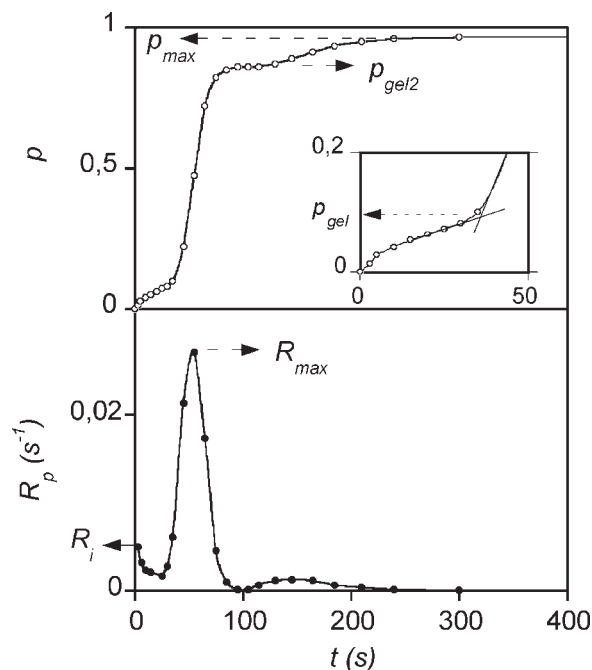 1
p_max
p_gel2
0,2
p
0,5
p_gel
0
0
50
0
R_max
0,02
R_p (s⁻¹)
R_i
0
0
100
200
300
400
t (s)